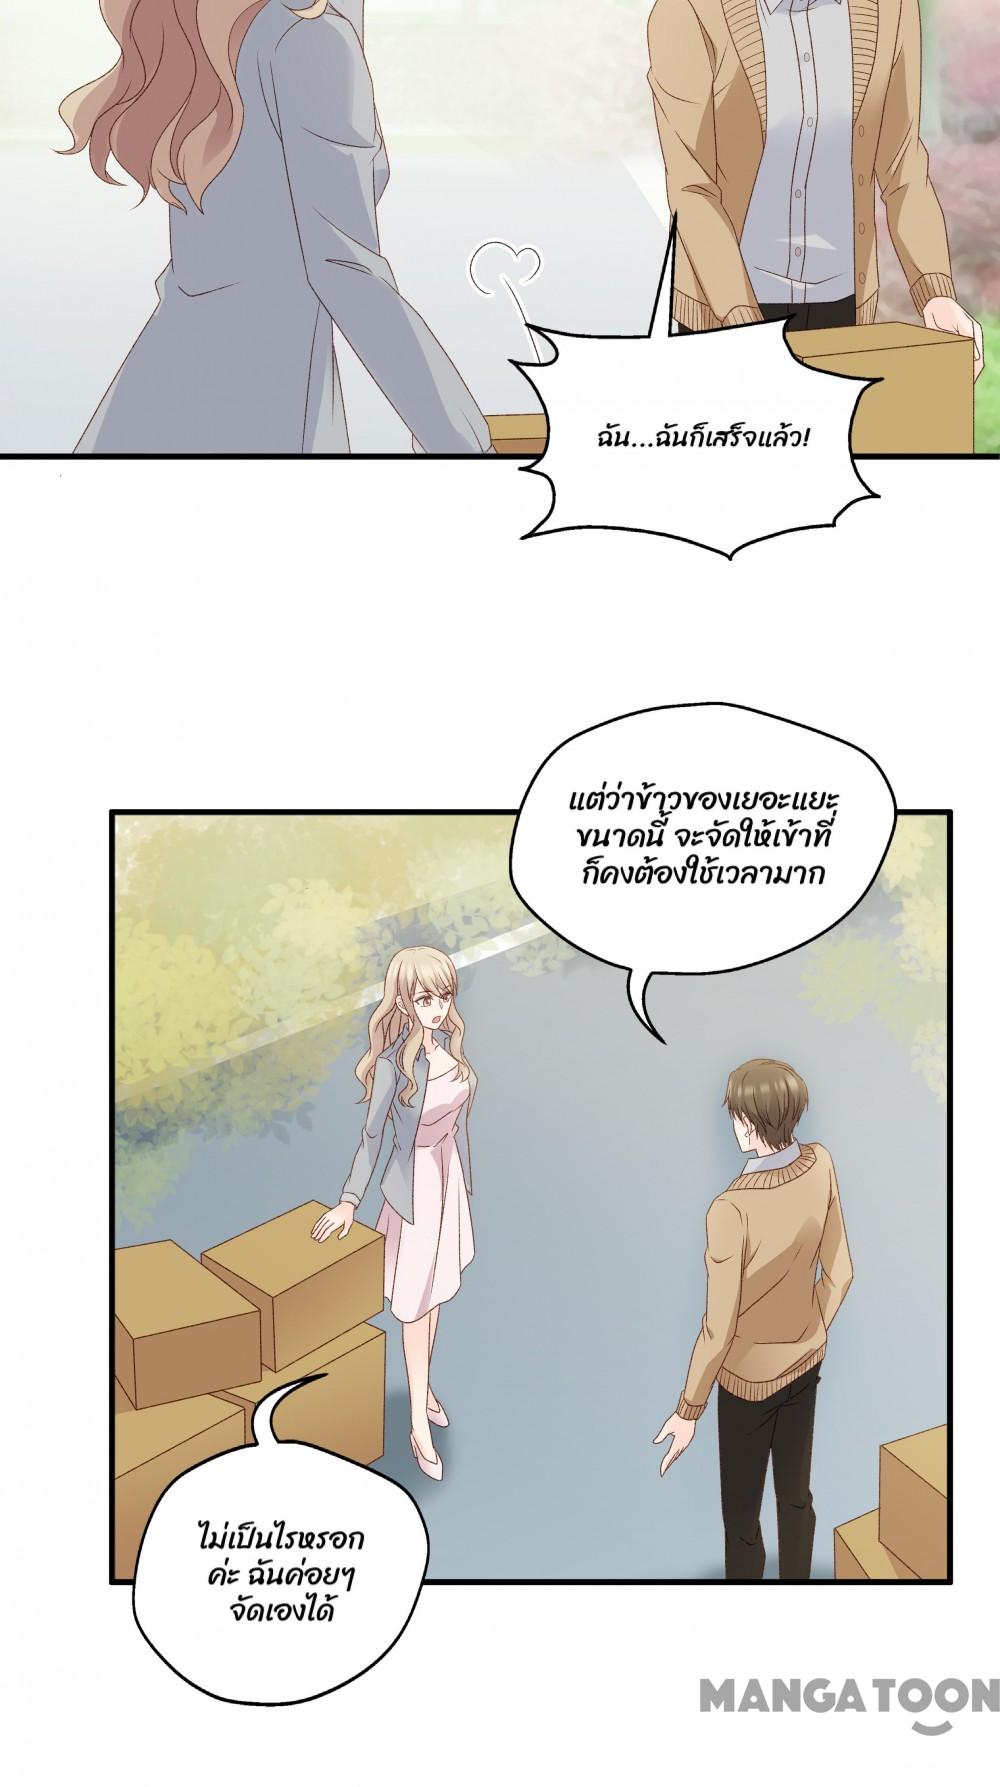 ฉัน...ฉันก็เสร็จแล้ว!
แต่ว่าข้าวของเยอะแยะ
ขนาดนี้ จะจัดให้เข้าที่
ก็คงต้องใช้เวลามาก
ไม่เป็นไรหรอก
ค่ะ ฉันค่อยๆ
จัดเองได้
MANGATOON